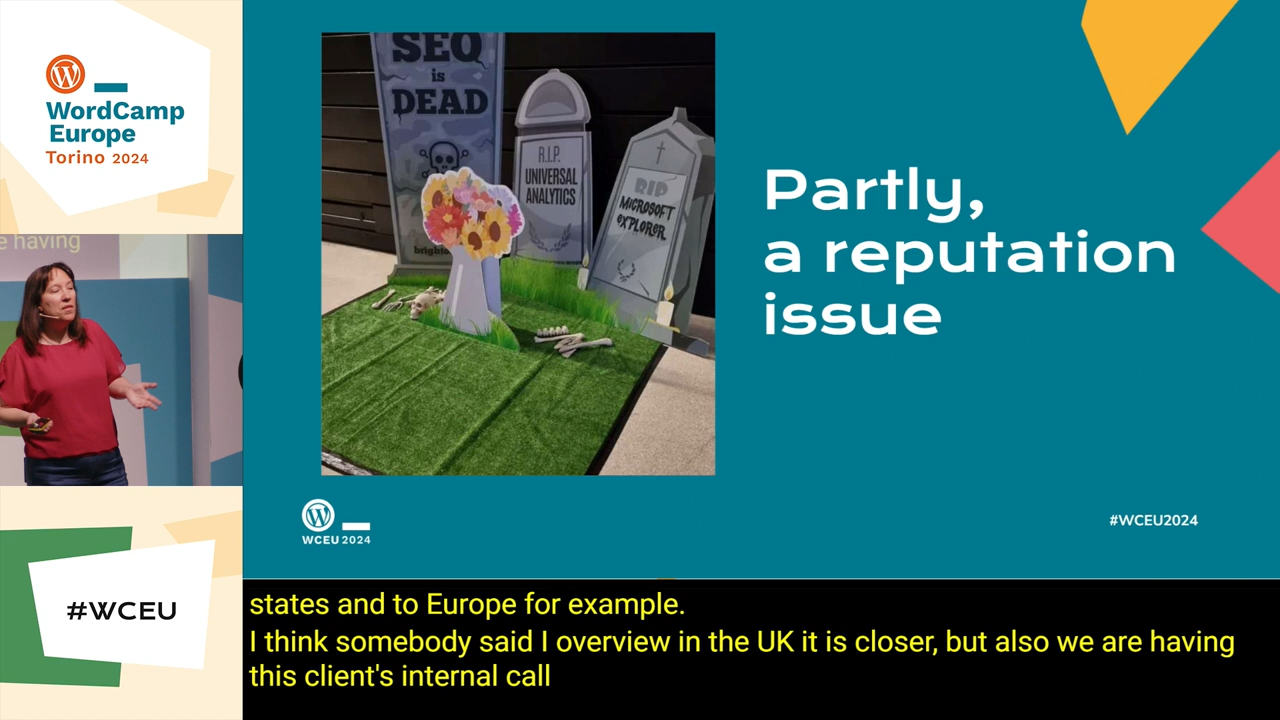 WordCamp
Europe
Torino 2024
e having
#WCEU
SEO
is
DEAD
R.I.P.
UNIVERSAL
ANALYTICS
RIP
MICROSOFT
EXPLORER
Partly,
a reputation
issue
WCEU 2024
#WCEU2024
states and to Europe for example.
I think somebody said I overview in the UK it is closer, but also we are having
this client's internal call